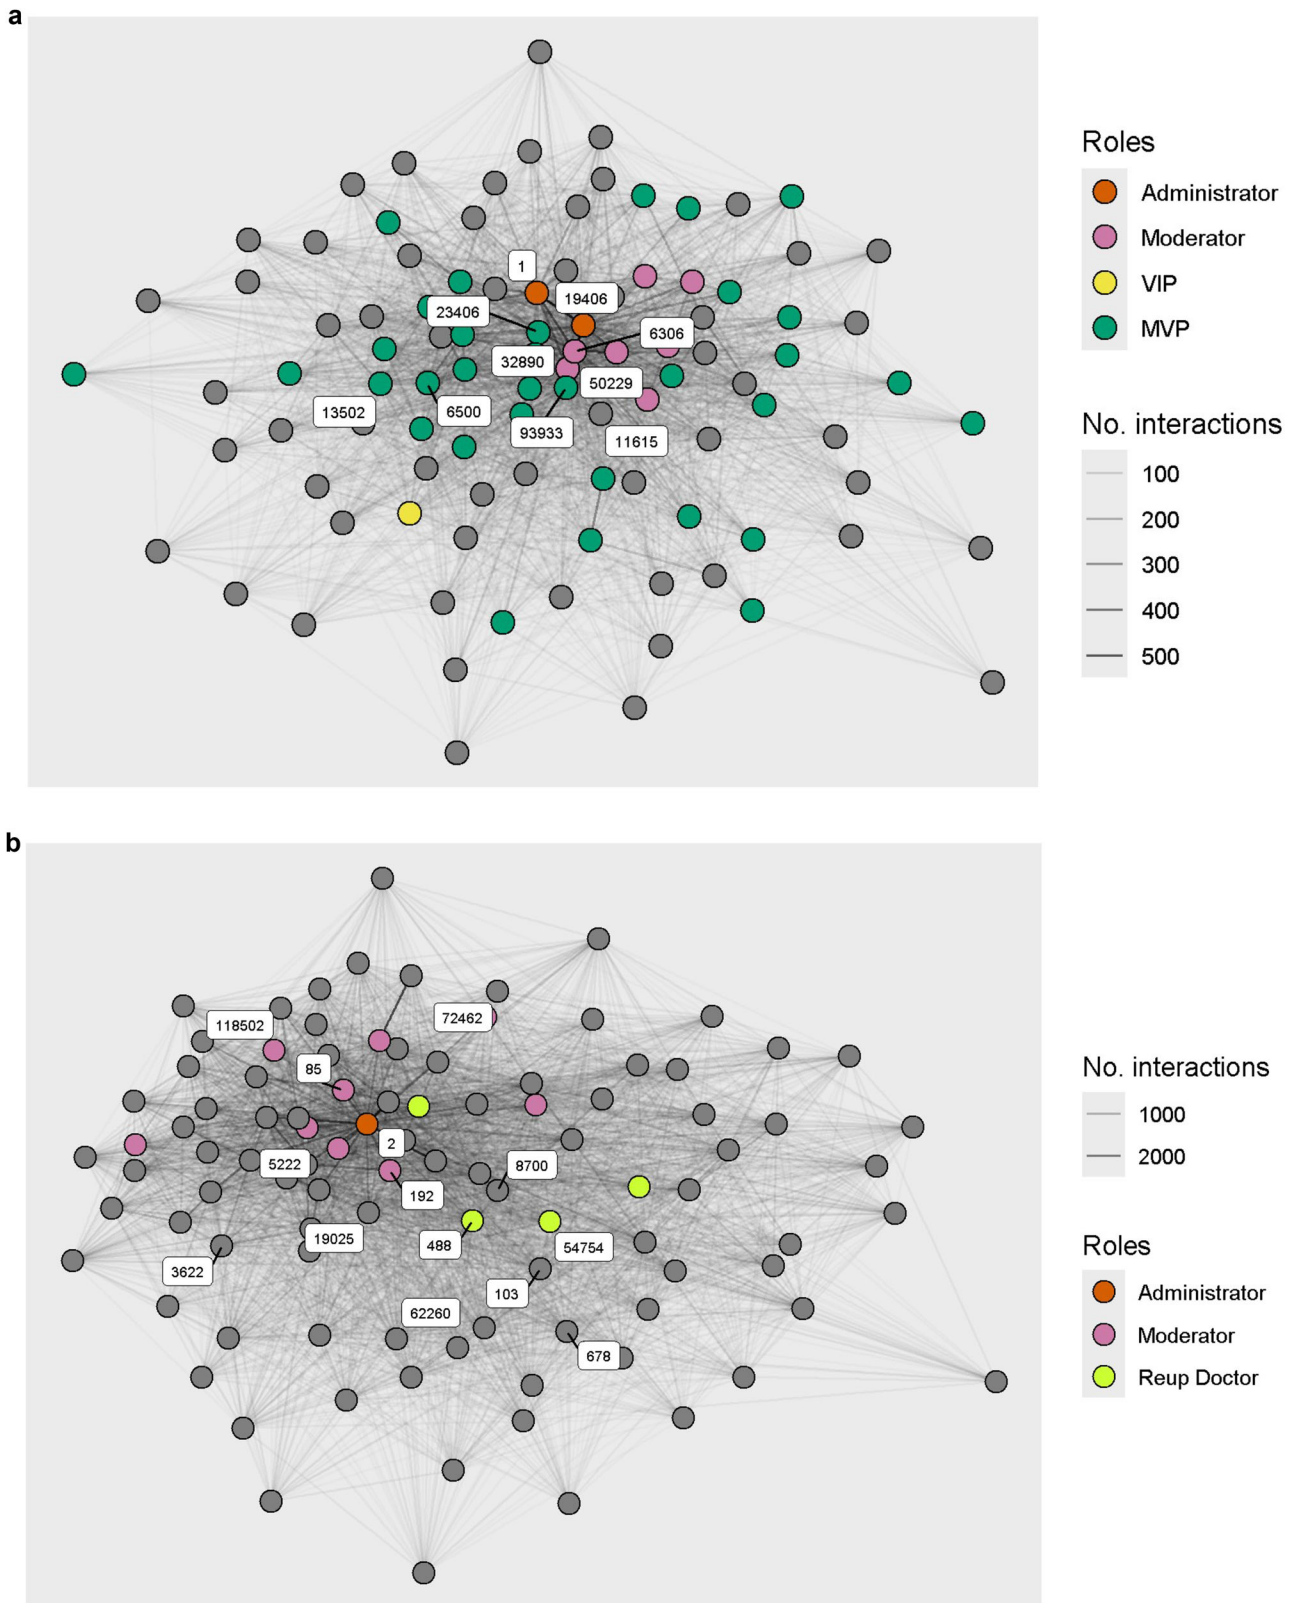 a
1
19406
23406
6306
32890
50229
13502
6500
93933
11615
Roles
Administrator
Moderator
VIP
MVP
No. interactions
100
200
300
400
500
b
118502
72462
85
2
5222
8700
192
19025
488
54754
3622
103
62260
678
No. interactions
1000
2000
Roles
Administrator
Moderator
Reup Doctor